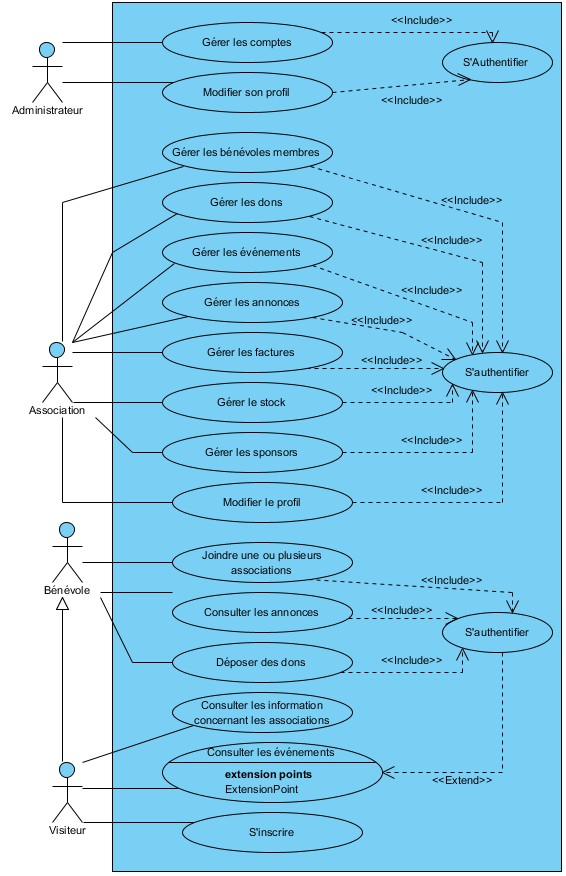 <<Include>>
Gérer les comptes
S'Authentifier
Modifier son profil
<<Include>>
Administrateur
Gérer les bénévoles membres
<<Include>>
Gérer les dons
<<Include>>
Gérer les événements
<<Include>>
Gérer les annonces
<<Include>>
Gérer les factures
<<Include>>
S'authentifier
Gérer le stock
<<Include>>
Association
<<Include>>
Gérer les sponsors
<<Include>>
Modifier le profil
Joindre une ou plusieurs
associations
<<Include>>
Bénévole
Consulter les annonces
<<Include>>
S'authentifier
Déposer des dons
<<Include>>
Consulter les information
concernant les associations
Consulter les événements
extension points
ExtensionPoint
<<Extend>>
Visiteur
S'inscrire